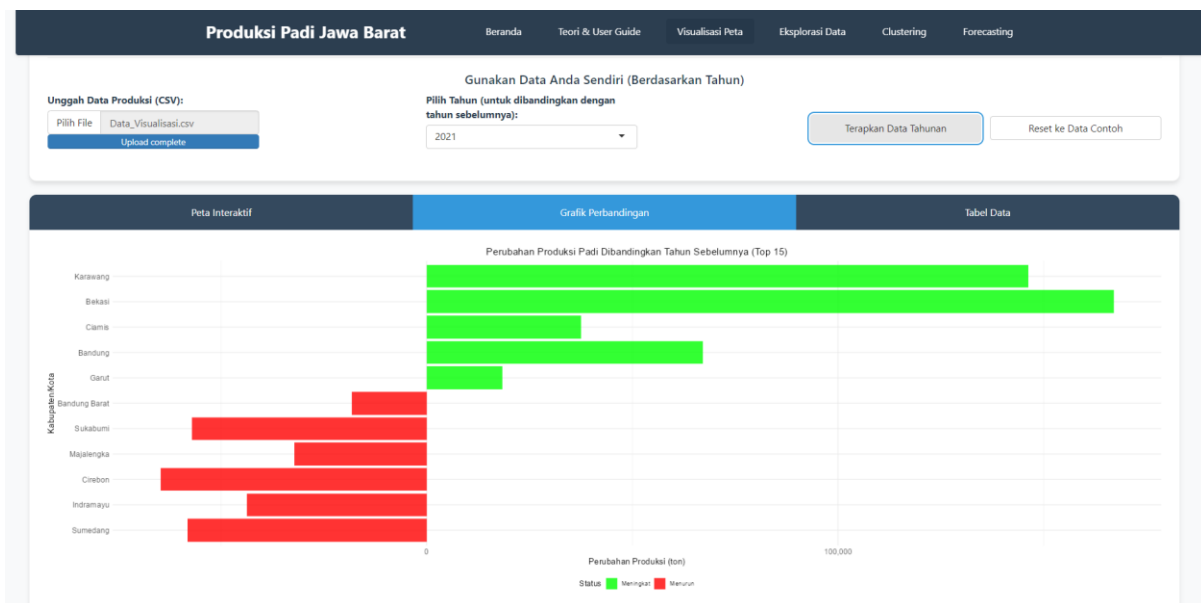 Produksi Padi Jawa Barat
Beranda
Teori & User Guide
Visualisasi Peta
Eksplorasi Data
Clustering
Forecasting
Gunakan Data Anda Sendiri (Berdasarkan Tahun)
Unggah Data Produksi (CSV):
Pilih File
Data_Visualisasi.csv
Upload complete
Pilih Tahun (untuk dibandingkan dengan
tahun sebelumnya):
2021
Terapkan Data Tahunan
Reset ke Data Contoh
Peta Interaktif
Grafik Perbandingan
Tabel Data
Perubahan Produksi Padi Dibandingkan Tahun Sebelumnya (Top 15)
Kabupaten/Kota
Karawang
Bekasi
Ciamis
Bandung
Garut
Bandung Barat
Sukabumi
Majalengka
Cirebon
Indramayu
Sumedang
0
100,000
Perubahan Produksi (ton)
Status
Meningkat
Menurun